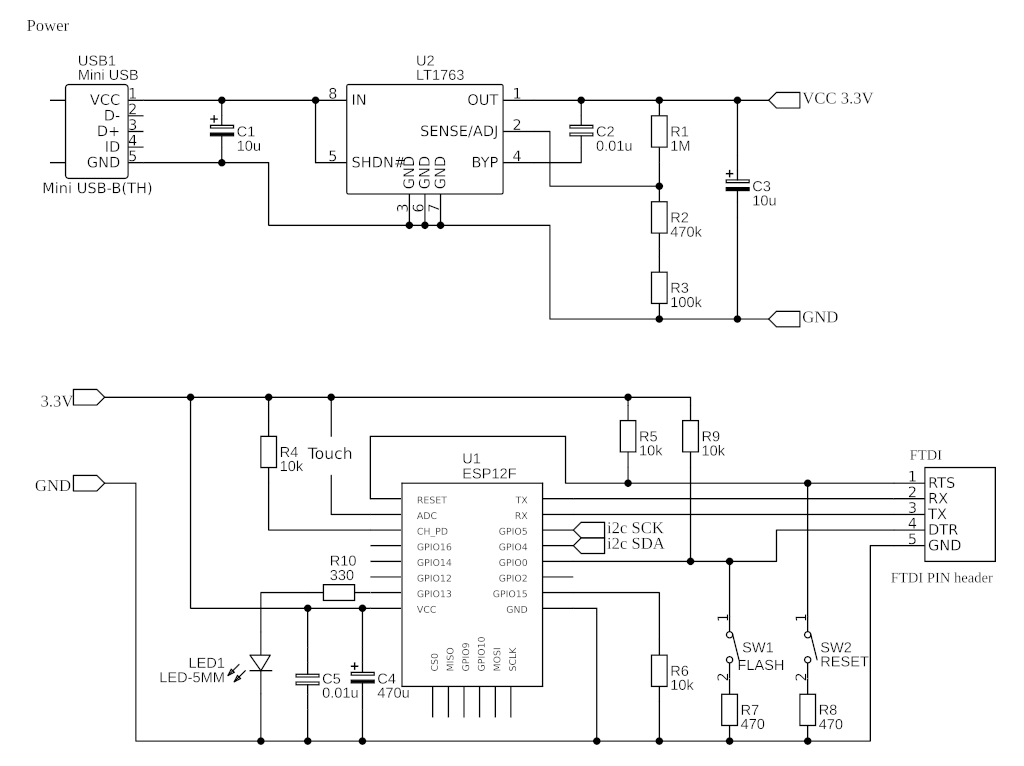 Power
USB1
Mini USB
VCC 1
D- 2
D+ 3
ID 4
GND 5
Mini USB-B(TH)
C1
10u
U2
LT1763
8 IN
OUT 1
SENSE/ADJ 2
5 SHDN#
BYP 4
GND GND GND
3 6 7
C2
0.01u
R1
1M
R2
470k
R3
100k
C3
10u
VCC 3.3V
GND
3.3V
GND
R4
10k
Touch
U1
ESP12F
RESET
ADC
CH_PD
GPIO16
GPIO14
GPIO12
GPIO13
VCC
TX
RX
GPIO5
GPIO4
GPIO0
GPIO2
GPIO15
GND
CS0
MISO
GPIO9
GPIO10
MOSI
SCLK
i2c SCK
i2c SDA
R5
10k
R9
10k
FTDI
1 RTS
2 RX
3 TX
4 DTR
5 GND
FTDI PIN header
R10
330
LED1
LED-5MM
C5
0.01u
C4
470u
R6
10k
1
SW1
FLASH
2
R7
470
1
SW2
RESET
2
R8
470